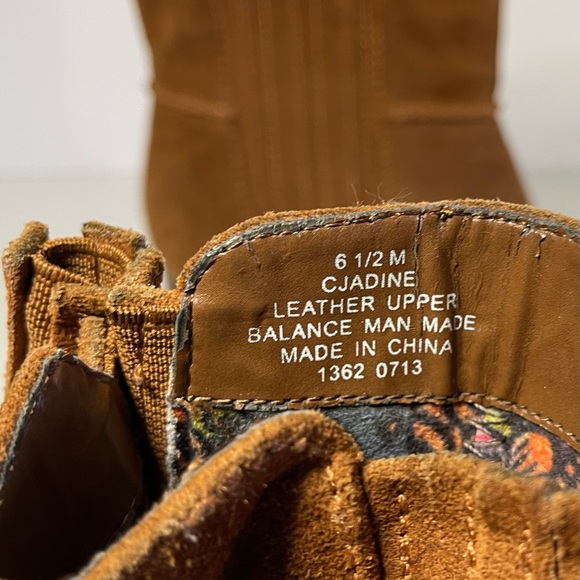 6 1/2 M
CJADINE
LEATHER UPPER
BALANCE MAN MADE
MADE IN CHINA
1362 0713